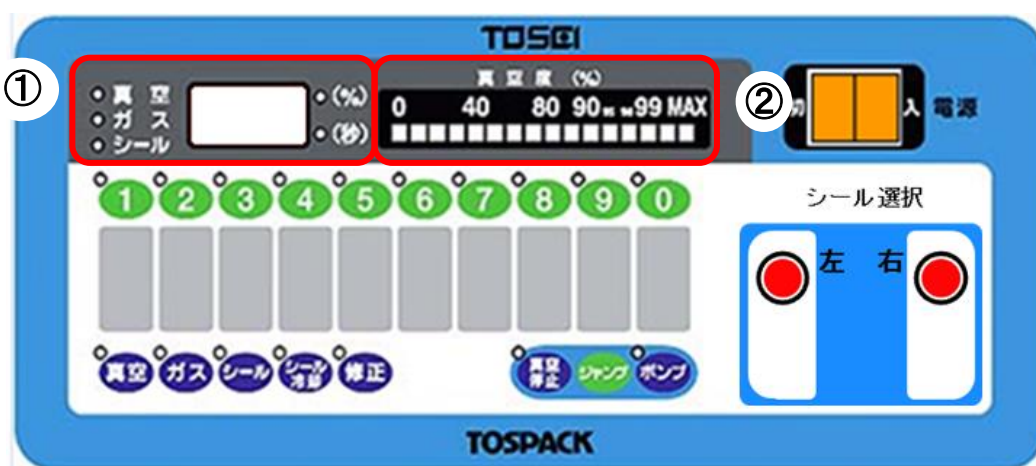 TOSEI
①
真空
ガス
シール
(%)
(秒)
真空度 (%)
0 40 80 90 99 MAX
②
切
入
電源
1 2 3 4 5 6 7 8 9 0
シール選択
左 右
真空 ガス シール シール冷却 修正
真空停止 ジャンプ ポンプ
TOSPACK